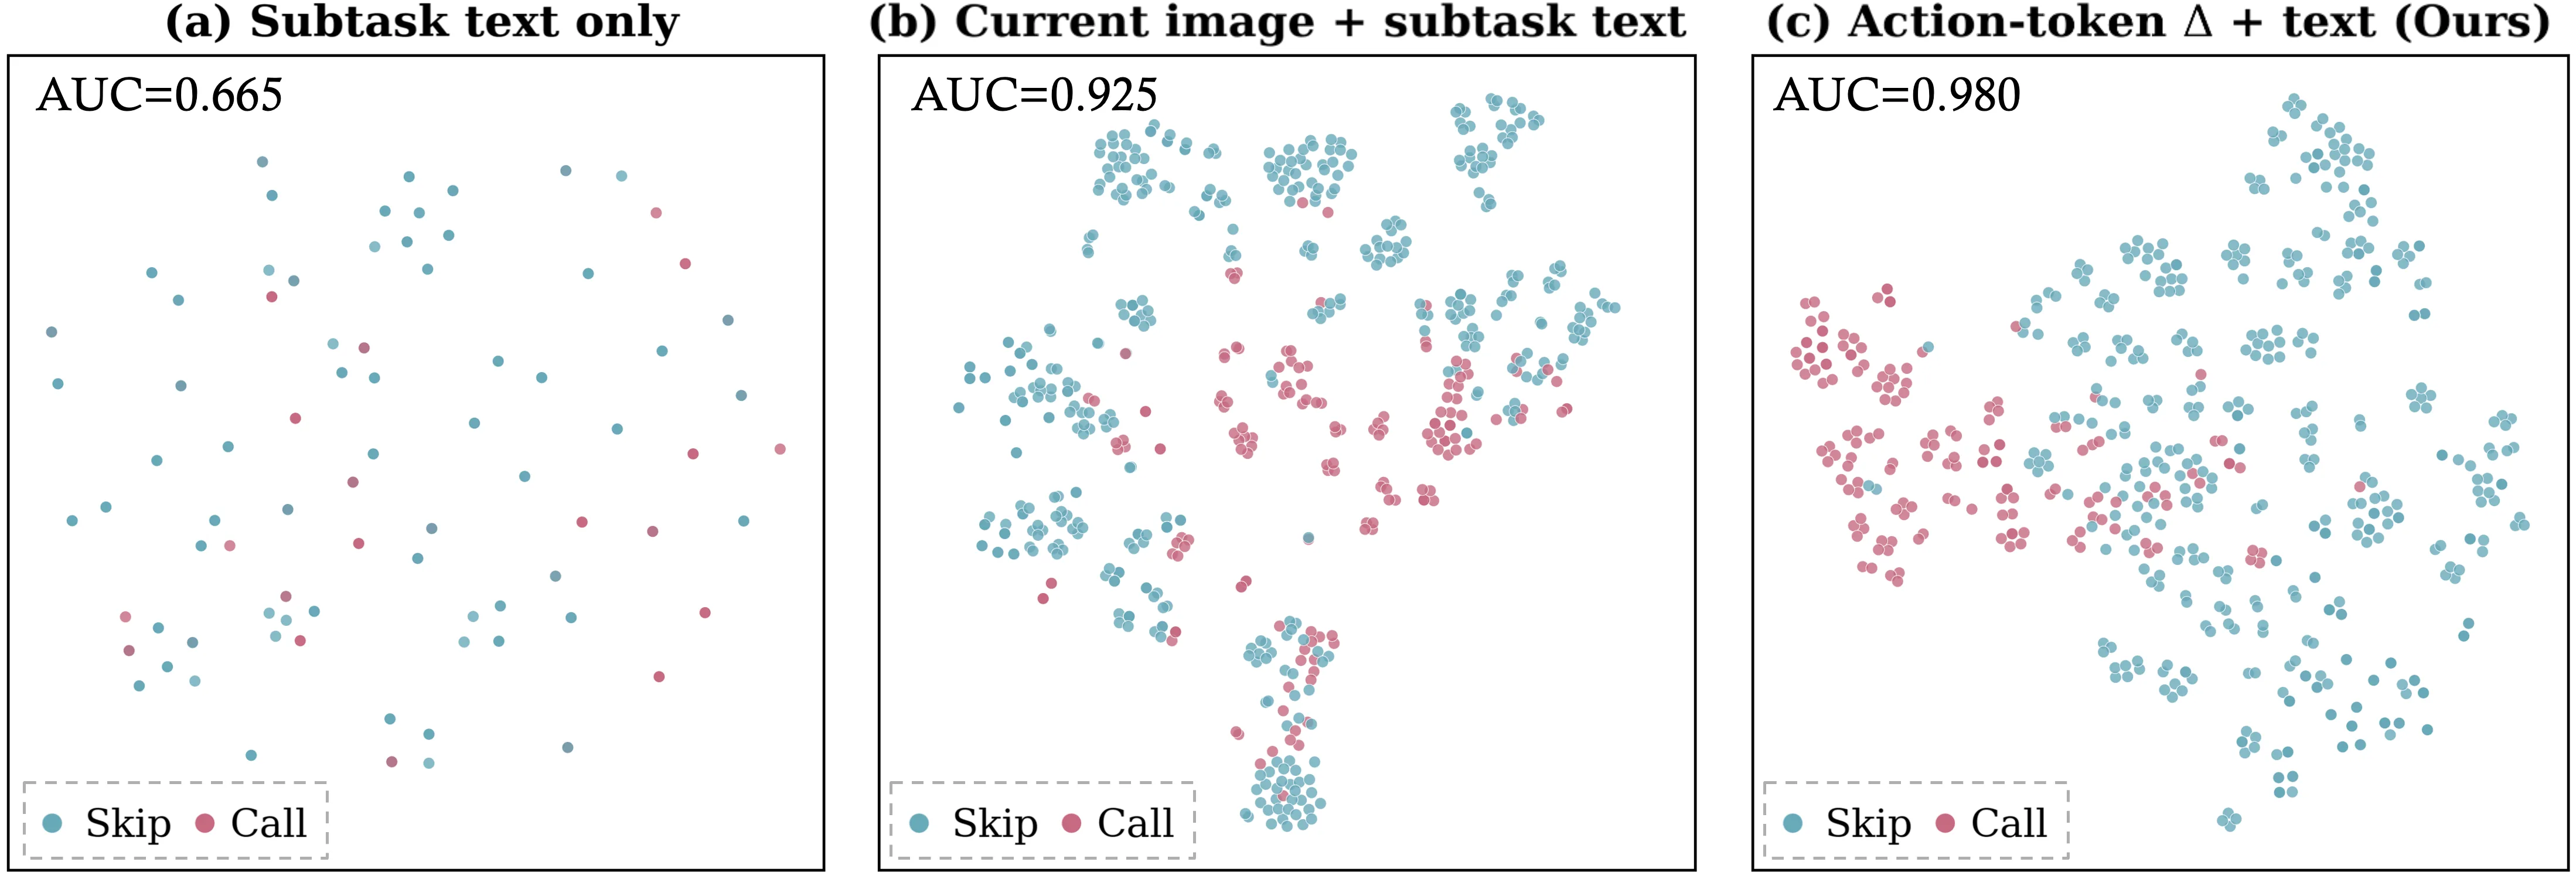 (a) Subtask text only
AUC=0.665
Skip Call
(b) Current image + subtask text
AUC=0.925
Skip Call
(c) Action-token Δ + text (Ours)
AUC=0.980
Skip Call